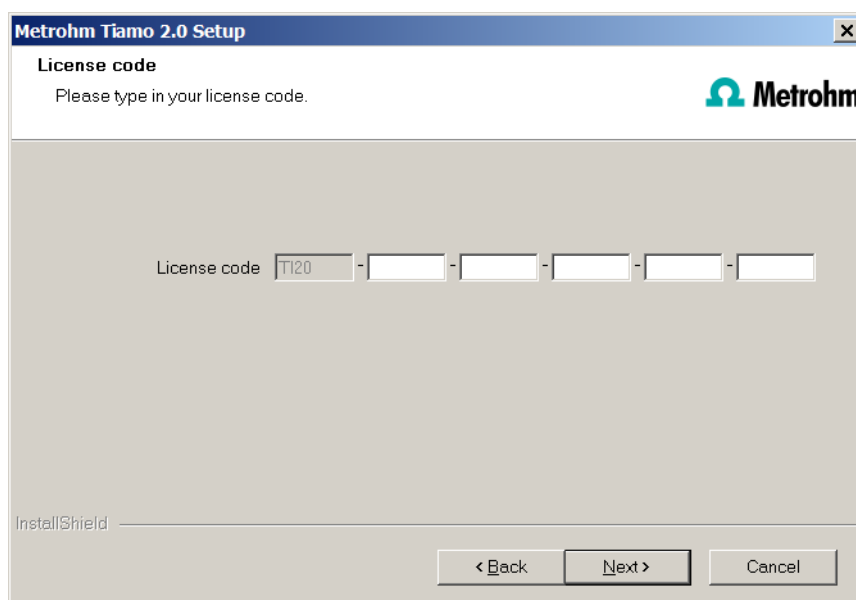 Metrohm Tiamo 2.0 Setup
License code
Please type in your license code.
Metrohm
License code TI20 - - - - -
InstallShield
< Back Next > Cancel